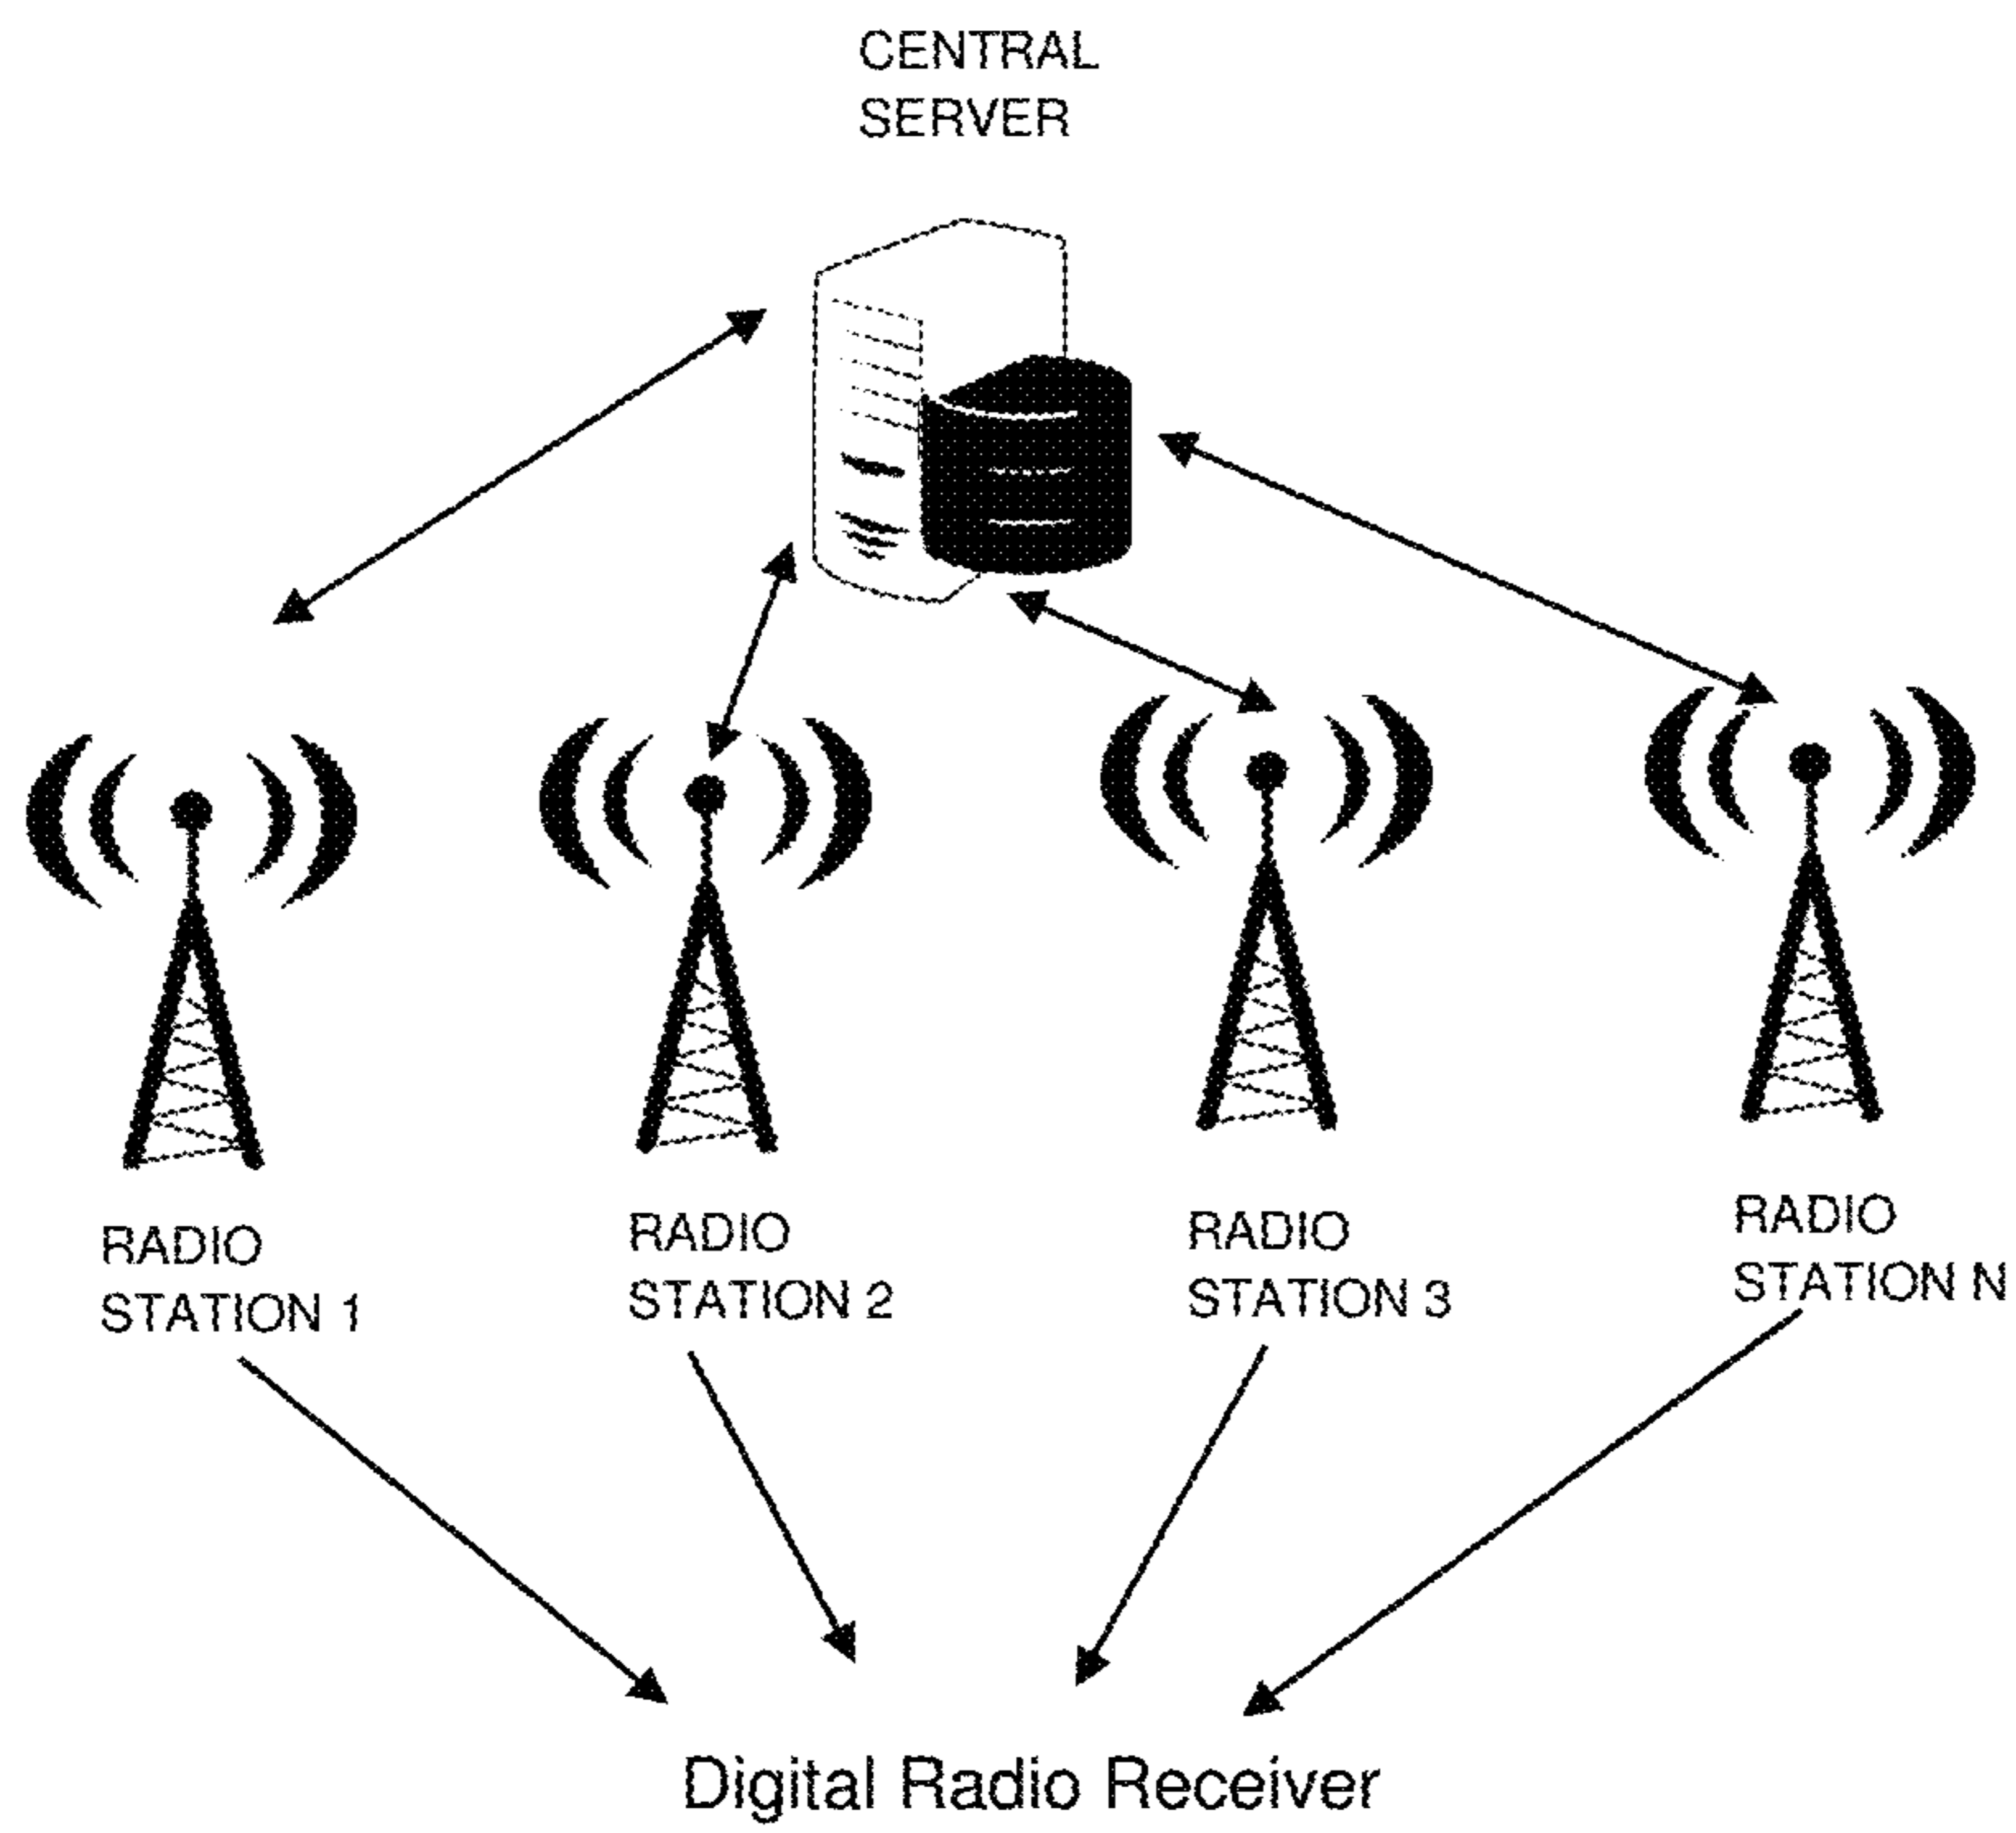 CENTRAL
SERVER
RADIO
STATION 1
RADIO
STATION 2
RADIO
STATION 3
RADIO
STATION N
Digital Radio Receiver